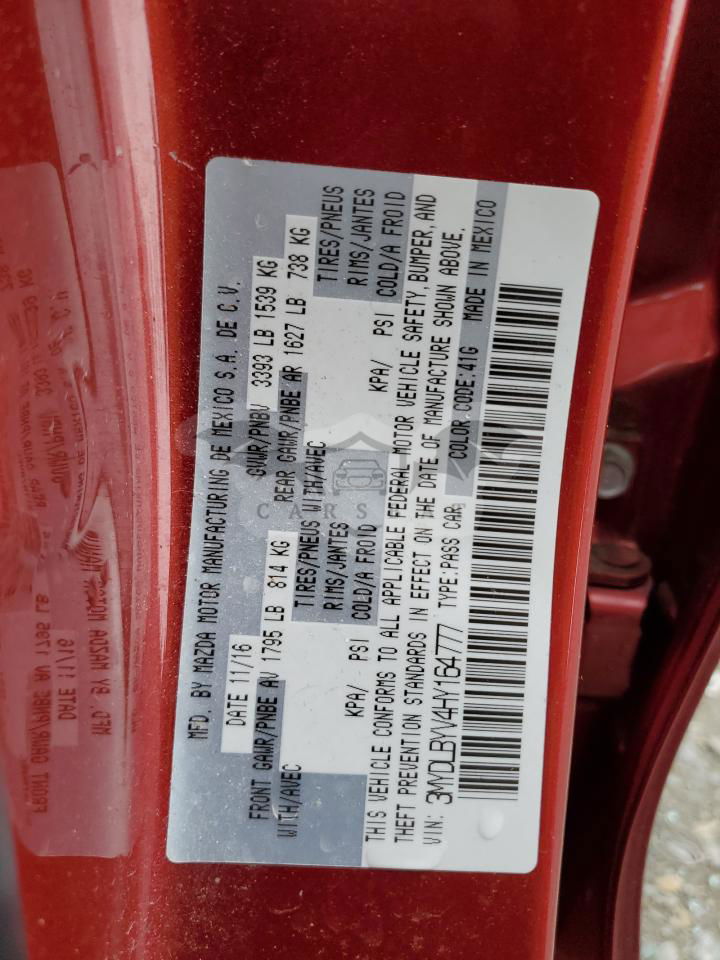 MFD. BY MAZDA MOTOR MANUFACTURING DE MEXICO S.A. DE C.V.
DATE 11/16 GVWR/PNBV 3393 LB 1539 KG
FRONT GAWR/PNBE AV 1795 LB 814 KG REAR GAWR/PNBE AR 1627 LB 738 KG
WITH/AVEC TIRES/PNEUS WITH/AVEC TIRES/PNEUS
RIMS/JANTES RIMS/JANTES
KPA/ PSI COLD/A FROID KPA/ PSI COLD/A FROID
THIS VEHICLE CONFORMS TO ALL APPLICABLE FEDERAL MOTOR VEHICLE SAFETY, BUMPER, AND
THEFT PREVENTION STANDARDS IN EFFECT ON THE DATE OF MANUFACTURE SHOWN ABOVE.
VIN: 3MYDLBYV4HY164777 TYPE:PASS CAR COLOR CODE:41G MADE IN MEXICO